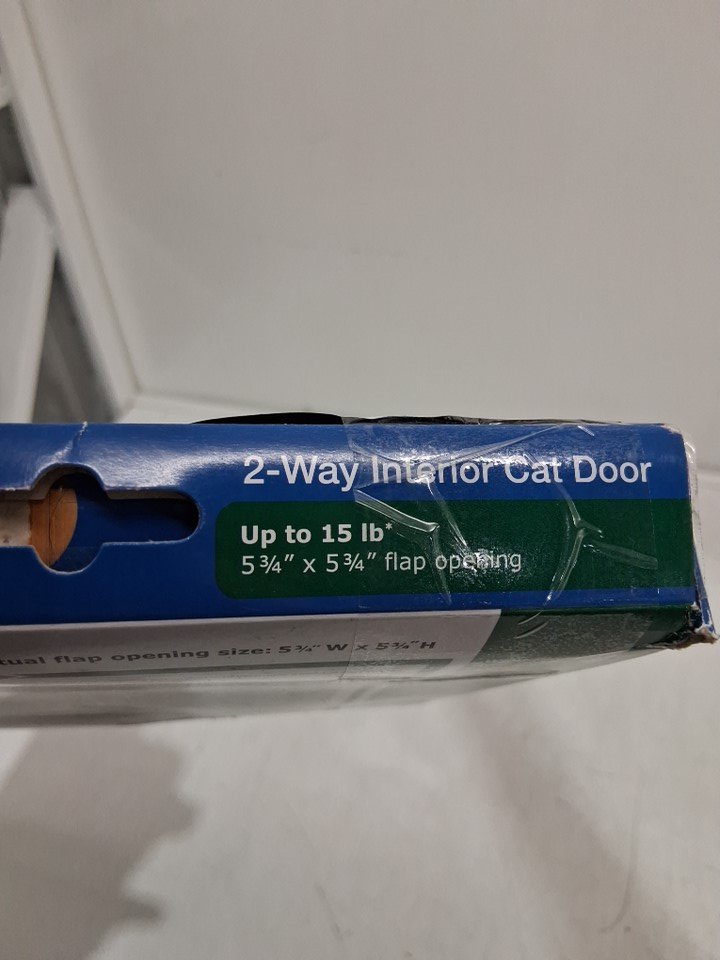 2-Way Interior Cat Door
Up to 15 lb*
5¾" x 5¾" flap opening
flap opening size: 5¾" W x 5¾" H